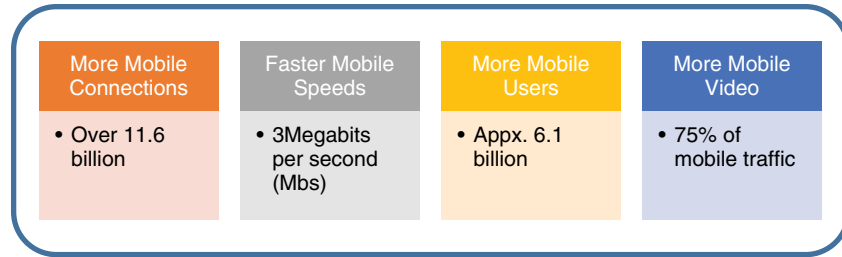 More Mobile
Connections
• Over 11.6
billion
Faster Mobile
Speeds
• 3Megabits
per second
(Mbs)
More Mobile
Users
• Appx. 6.1
billion
More Mobile
Video
• 75% of
mobile traffic